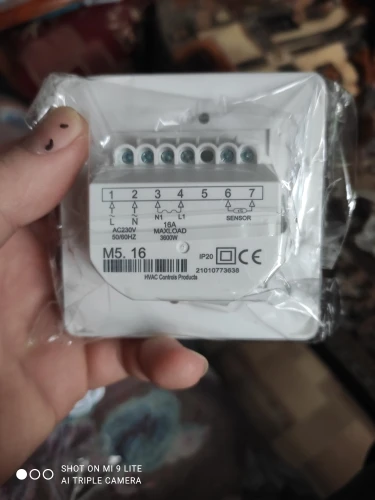 1 2 3 4 5 6 7
L N N1 L1
AC230V 16A SENSOR
50/60HZ MAXLOAD
3600W
M5. 16
IP20 CE
21010773638
HVAC Controls Products
SHOT ON MI 9 LITE
AI TRIPLE CAMERA